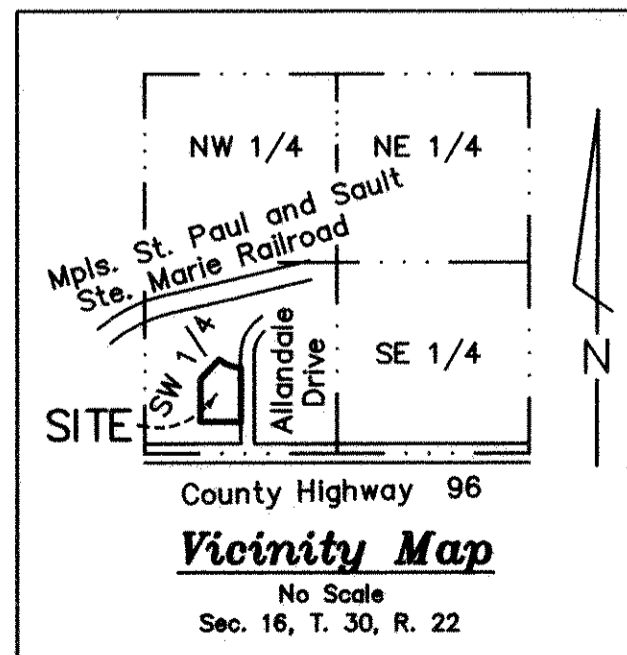 NW 1/4 NE 1/4
Mpls. St. Paul and Sault
Ste. Marie Railroad
SW 1/4
Allandale
Drive
SE 1/4
N
SITE
County Highway 96
Vicinity Map
No Scale
Sec. 16, T. 30, R. 22